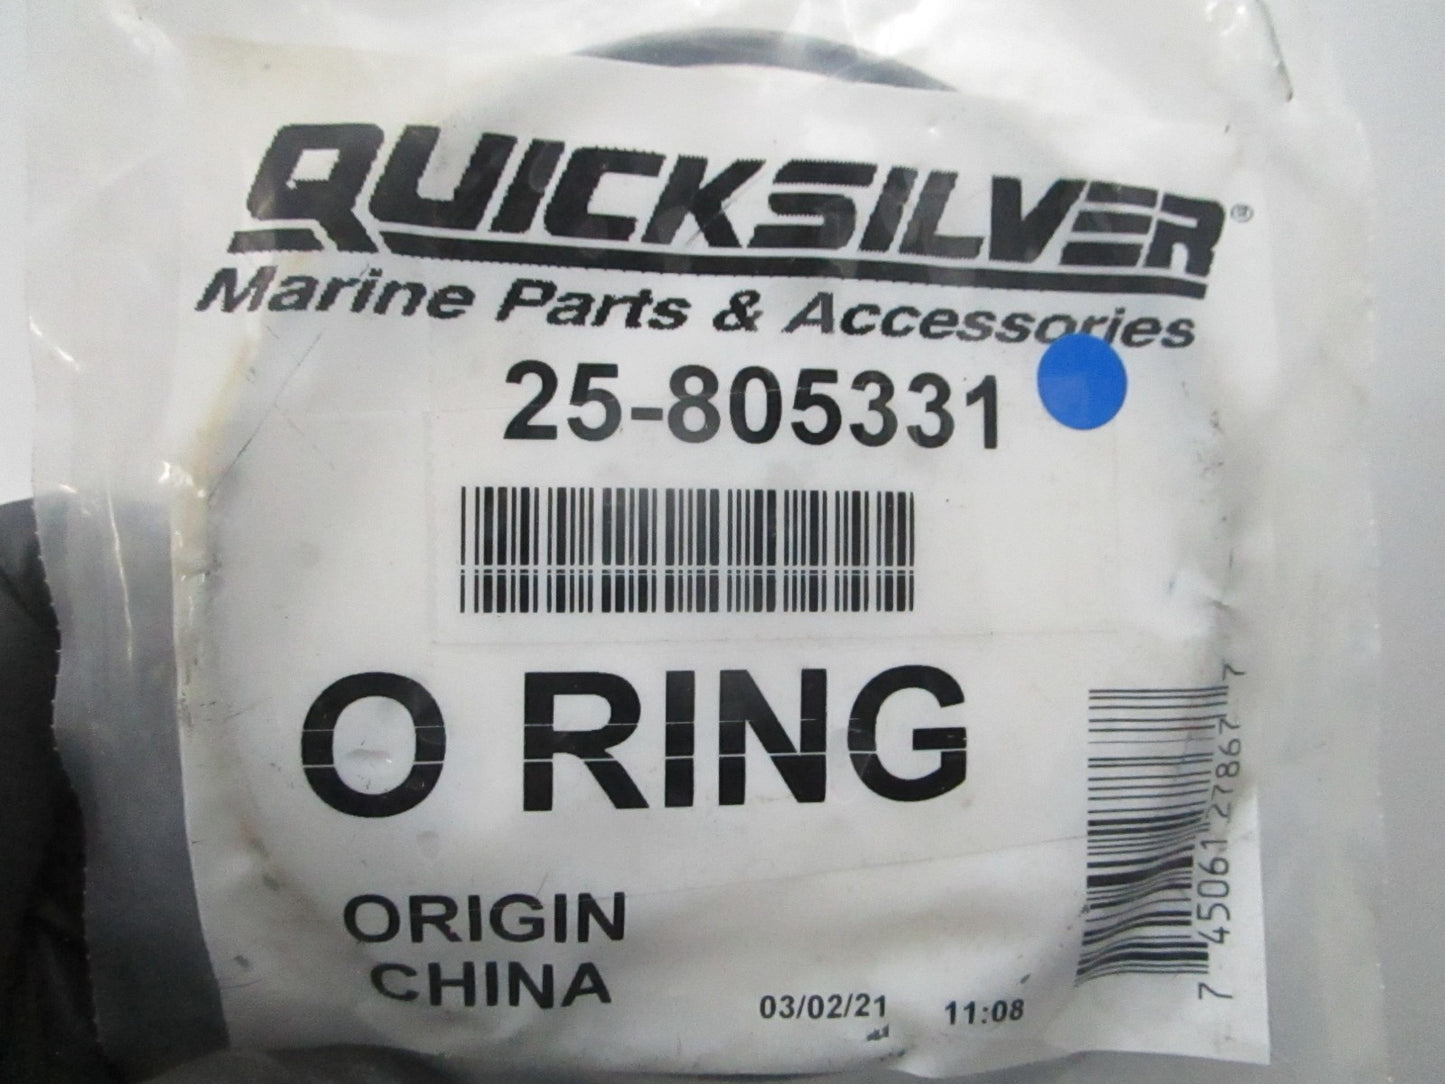 QUICKSILVER®
Marine Parts & Accessories
25-805331
O RING
ORIGIN
CHINA
03/02/21 11:08
7 45061 27867 7